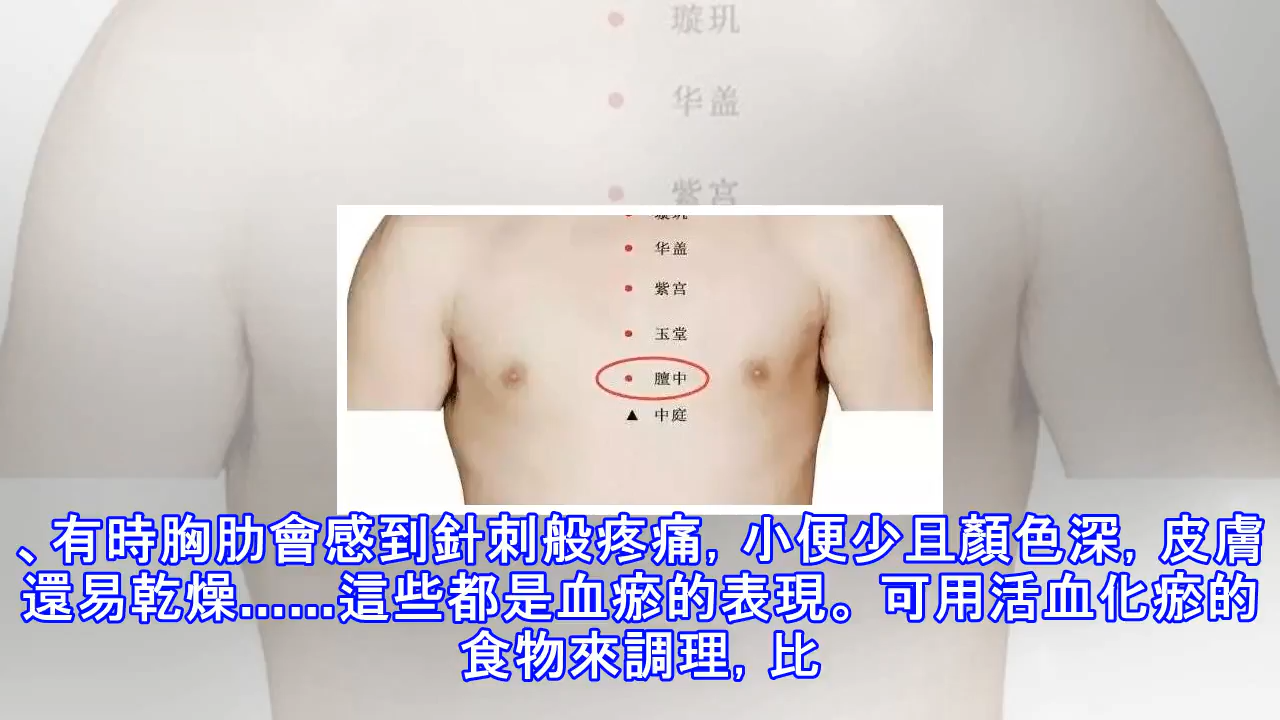 璇玑
华盖
紫宫
璇玑
华盖
紫宫
玉堂
膻中
中庭
、有時胸肋會感到針刺般疼痛, 小便少且顏色深, 皮膚
還易乾燥......這些都是血瘀的表現。可用活血化瘀的
食物來調理, 比